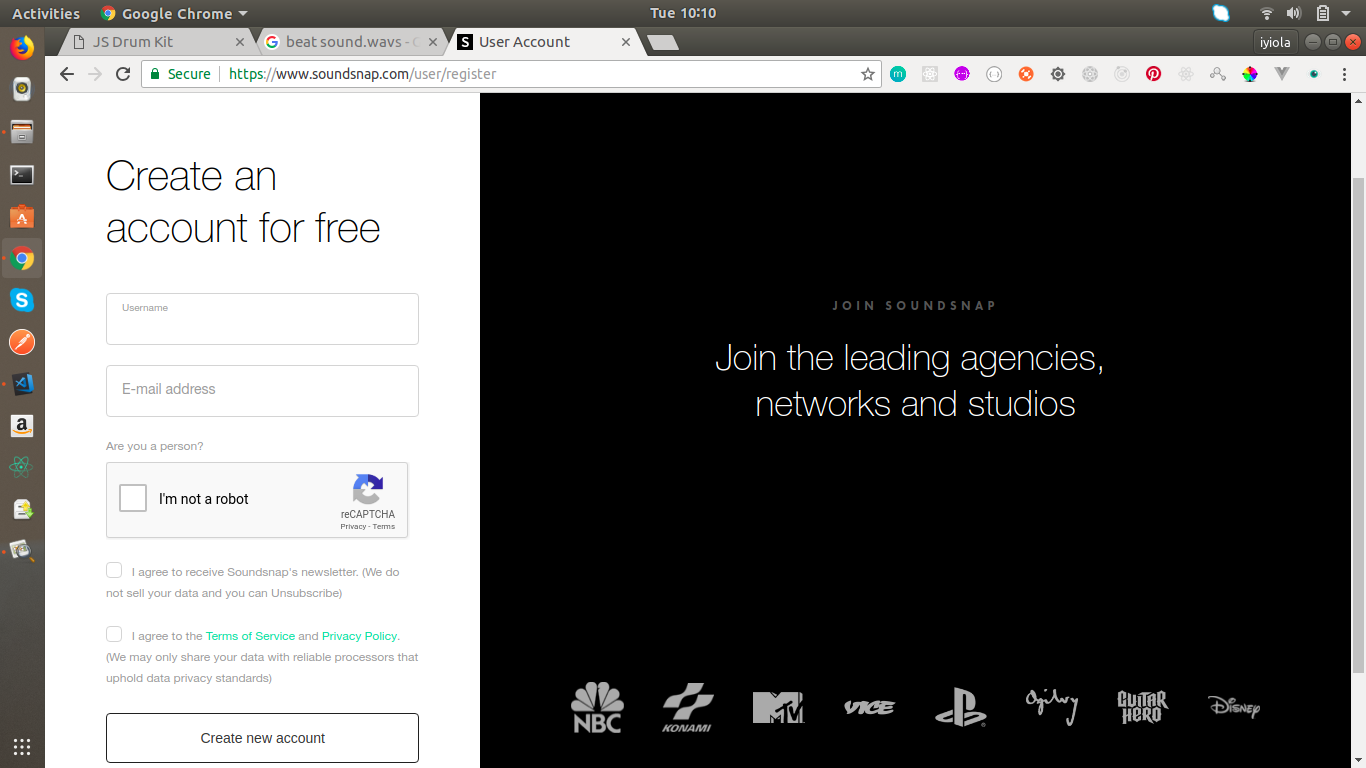 Activities
Google Chrome
Tue 10:10
JS Drum Kit
beat sound.wavs - G
User Account
iyiola
Secure
https://www.soundsnap.com/user/register
Create an
account for free
Username
E-mail address
Are you a person?
I'm not a robot
reCAPTCHA
Privacy - Terms
I agree to receive Soundsnap's newsletter. (We do
not sell your data and you can Unsubscribe)
I agree to the Terms of Service and Privacy Policy.
(We may only share your data with reliable processors that
uphold data privacy standards)
Create new account
JOIN SOUNDSNAP
Join the leading agencies,
networks and studios
NBC
KONAMI
MTV
VICE
Ogilvy
GUITAR
HERO
DISNEY